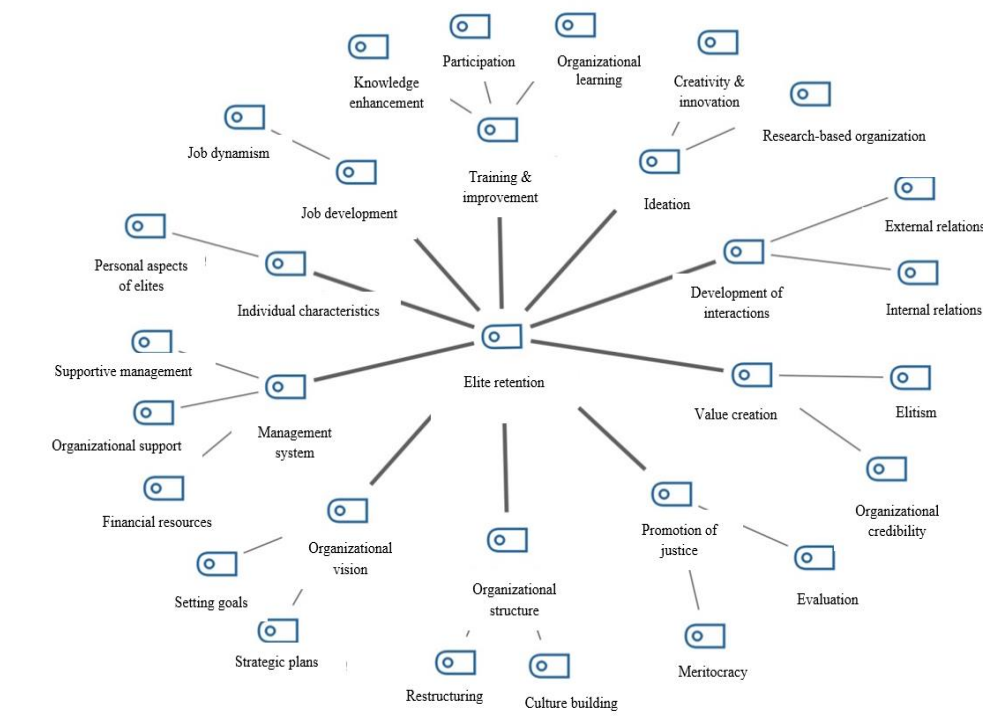 Participation
Organizational
learning
Knowledge
enhancement
Creativity &
innovation
Research-based organization
Job dynamism
Training &
improvement
Job development
Ideation
External relations
Personal aspects
of elites
Individual characteristics
Development of
interactions
Internal relations
Supportive management
Elite retention
Value creation
Elitism
Organizational support
Management
system
Financial resources
Organizational
credibility
Promotion of
justice
Organizational
vision
Organizational
structure
Setting goals
Evaluation
Strategic plans
Meritocracy
Restructuring
Culture building